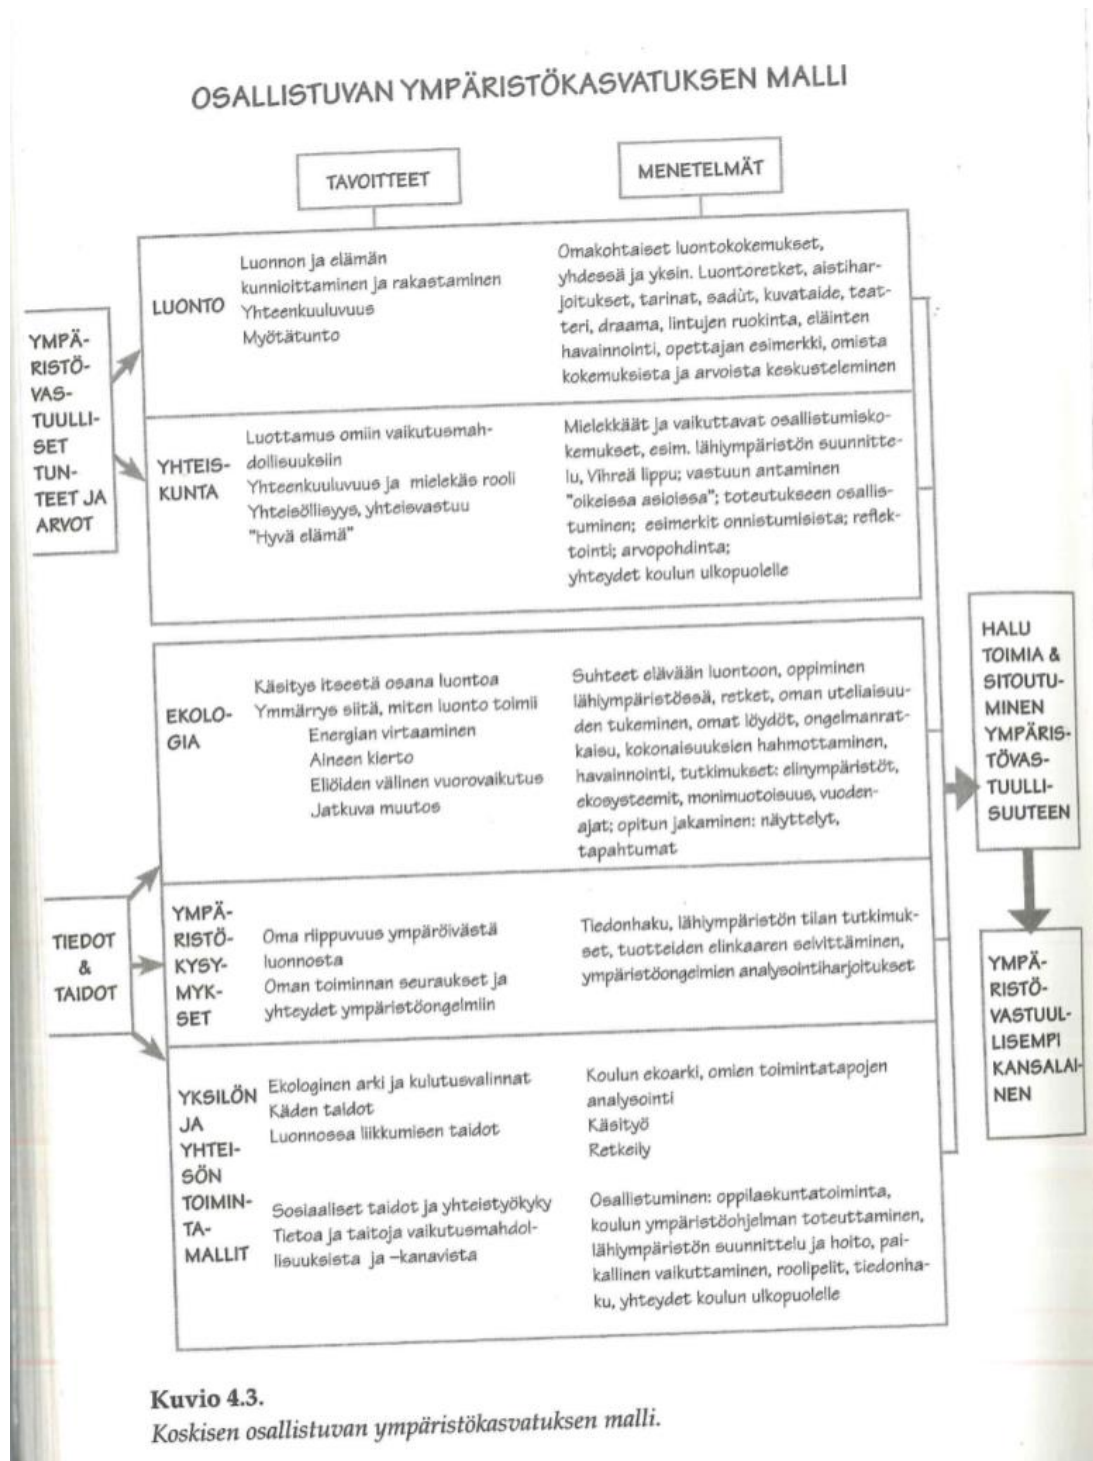 OSALLISTUVAN YMPÄRISTÖKASVATUKSEN MALLI
TAVOITTEET
MENETELMÄT
YMPÄ-
RISTÖ-
VAS-
TUULLI-
SET
TUN-
TEET JA
ARVOT
LUONTO
Luonnon ja elämän
kunnioittaminen ja rakastaminen
Yhteenkuuluvuus
Myötätunto
Omakohtaiset luontokokemukset,
yhdessä ja yksin. Luontoretket, aistihar-
joitukset, tarinat, sadut, kuvataide, teat-
teri, draama, lintujen ruokinta, eläinten
havainnointi, opettajan esimerkki, omista
kokemuksista ja arvoista keskusteleminen
YHTEIS-
KUNTA
Luottamus omiin vaikutusmah-
dollisuuksiin
Yhteenkuuluvuus ja mielekäs rooli
Yhteisöllisyys, yhteisvastuu
"Hyvä elämä"
Mielekkäät ja vaikuttavat osallistumisko-
kemukset, esim. lähiympäristön suunnitte-
lu, Vihreä lippu; vastuun antaminen
"oikeissa asioissa"; toteutukseen osallis-
tuminen; esimerkit onnistumisista; reflek-
tointi; arvopohdinta;
yhteydet koulun ulkopuolelle
TIEDOT
&
TAIDOT
EKOLO-
GIA
Käsitys itsestä osana luontoa
Ymmärrys siitä, miten luonto toimii
Energian virtaaminen
Aineen kierto
Eliöiden välinen vuorovaikutus
Jatkuva muutos
Suhteet elävään luontoon, oppiminen
lähiympäristössä, retket, oman uteliaisuu-
den tukeminen, omat löydöt, ongelmanrat-
kaisu, kokonaisuuksien hahmottaminen,
havainnointi, tutkimukset: elinympäristöt,
ekosysteemit, monimuotoisuus, vuoden-
ajat; opitun jakaminen: näyttelyt,
tapahtumat
YMPÄ-
RISTÖ-
KYSY-
MYK-
SET
Oma riippuvuus ympäröivästä
luonnosta
Oman toiminnan seuraukset ja
yhteydet ympäristöongelmiin
Tiedonhaku, lähiympäristön tilan tutkimuk-
set, tuotteiden elinkaaren selvittäminen,
ympäristöongelmien analysointiharjoitukset
YKSILÖN
JA
YHTEI-
SÖN
TOIMIN-
TA-
MALLIT
Ekologinen arki ja kulutusvalinnat
Käden taidot
Luonnossa liikkumisen taidot
Koulun ekoarki, omien toimintatapojen
analysointi
Käsityö
Retkeily
Sosiaaliset taidot ja yhteistyökyky
Tietoa ja taitoja vaikutusmahdol-
lisuuksista ja –kanavista
Osallistuminen: oppilaskuntatoiminta,
koulun ympäristöohjelman toteuttaminen,
lähiympäristön suunnittelu ja hoito, pai-
kallinen vaikuttaminen, roolipelit, tiedonha-
ku, yhteydet koulun ulkopuolelle
HALU
TOIMIA &
SITOUTU-
MINEN
YMPÄRIS-
TÖVAS-
TUULLI-
SUUTEEN
YMPÄ-
RISTÖ-
VASTUUL-
LISEMPI
KANSALAI-
NEN
Kuvio 4.3.
Koskisen osallistuvan ympäristökasvatuksen malli.